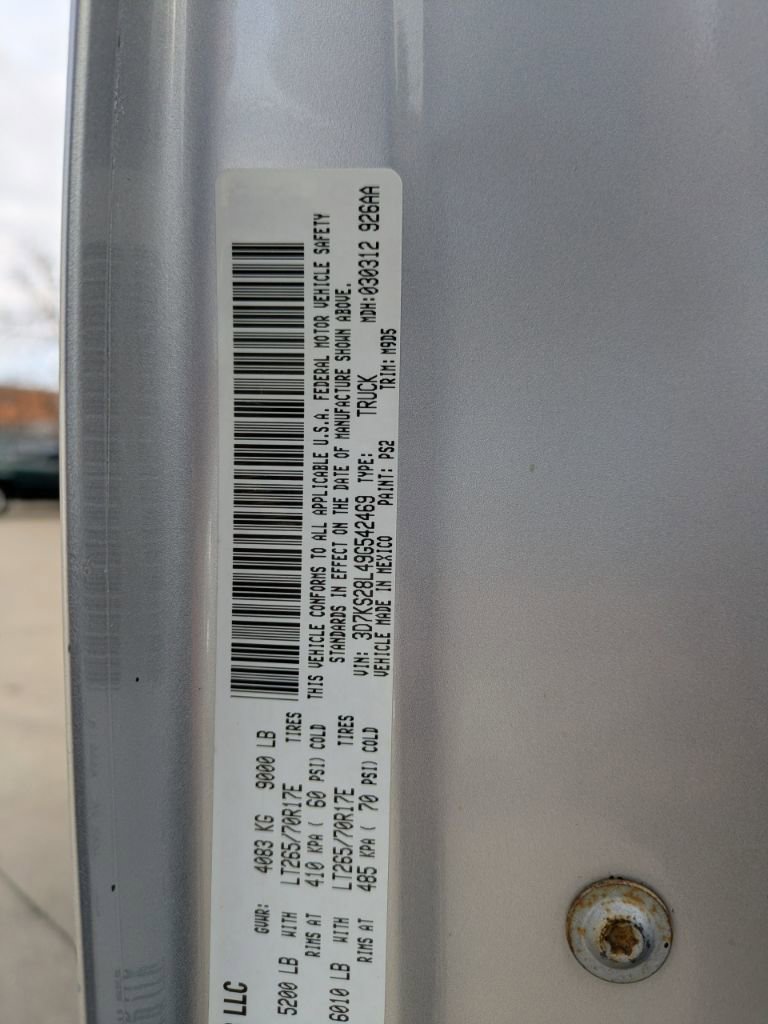 LLC
GVWR: 4083 KG 9000 LB
5200 LB WITH LT265/70R17E TIRES
RIMS AT 410 KPA ( 60 PSI) COLD
6010 LB WITH LT265/70R17E TIRES
RIMS AT 485 KPA ( 70 PSI) COLD
THIS VEHICLE CONFORMS TO ALL APPLICABLE U.S.A. FEDERAL MOTOR VEHICLE SAFETY
STANDARDS IN EFFECT ON THE DATE OF MANUFACTURE SHOWN ABOVE.
VIN: 3D7KS28L49G542469 TYPE: TRUCK MDH:030312 926AA
VEHICLE MADE IN MEXICO PAINT: PS2 TRIM: M9D5